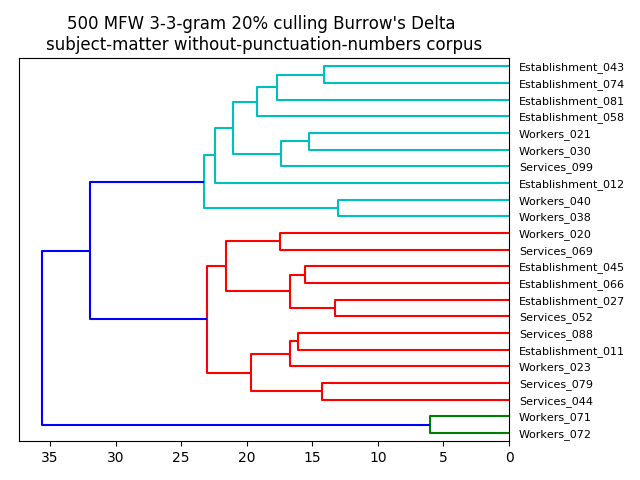 500 MFW 3-3-gram 20% culling Burrow's Delta
subject-matter without-punctuation-numbers corpus
Establishment_043
Establishment_074
Establishment_081
Establishment_058
Workers_021
Workers_030
Services_099
Establishment_012
Workers_040
Workers_038
Workers_020
Services_069
Establishment_045
Establishment_066
Establishment_027
Services_052
Services_088
Establishment_011
Workers_023
Services_079
Services_044
Workers_071
Workers_072
35 30 25 20 15 10 5 0